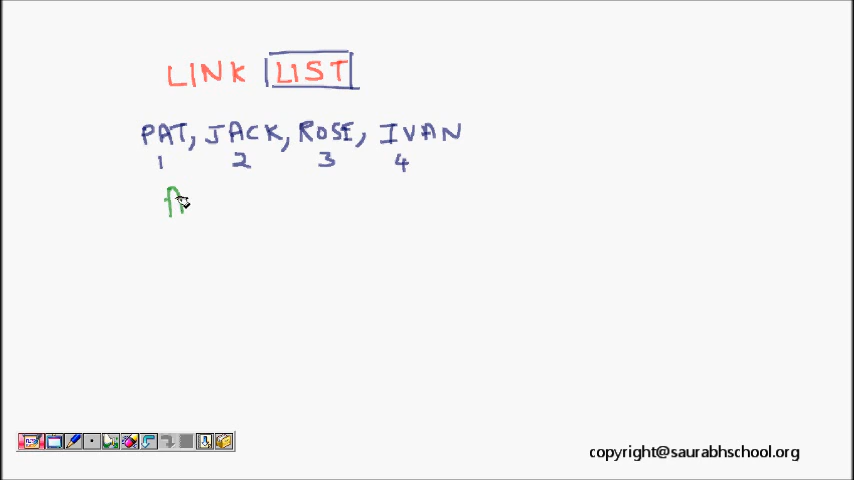 LINK LIST
PAT, JACK, ROSE, IVAN
1 2 3 4
copyright@saurabhschool.org